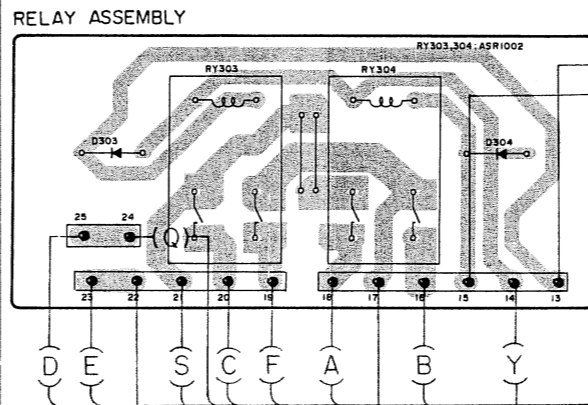 RELAY ASSEMBLY
RY303,304; ASR1002
RY303 RY304
D303 D304
25 24
Q
23 22 21 20 19 18 17 16 15 14 13
D E S C F A B Y